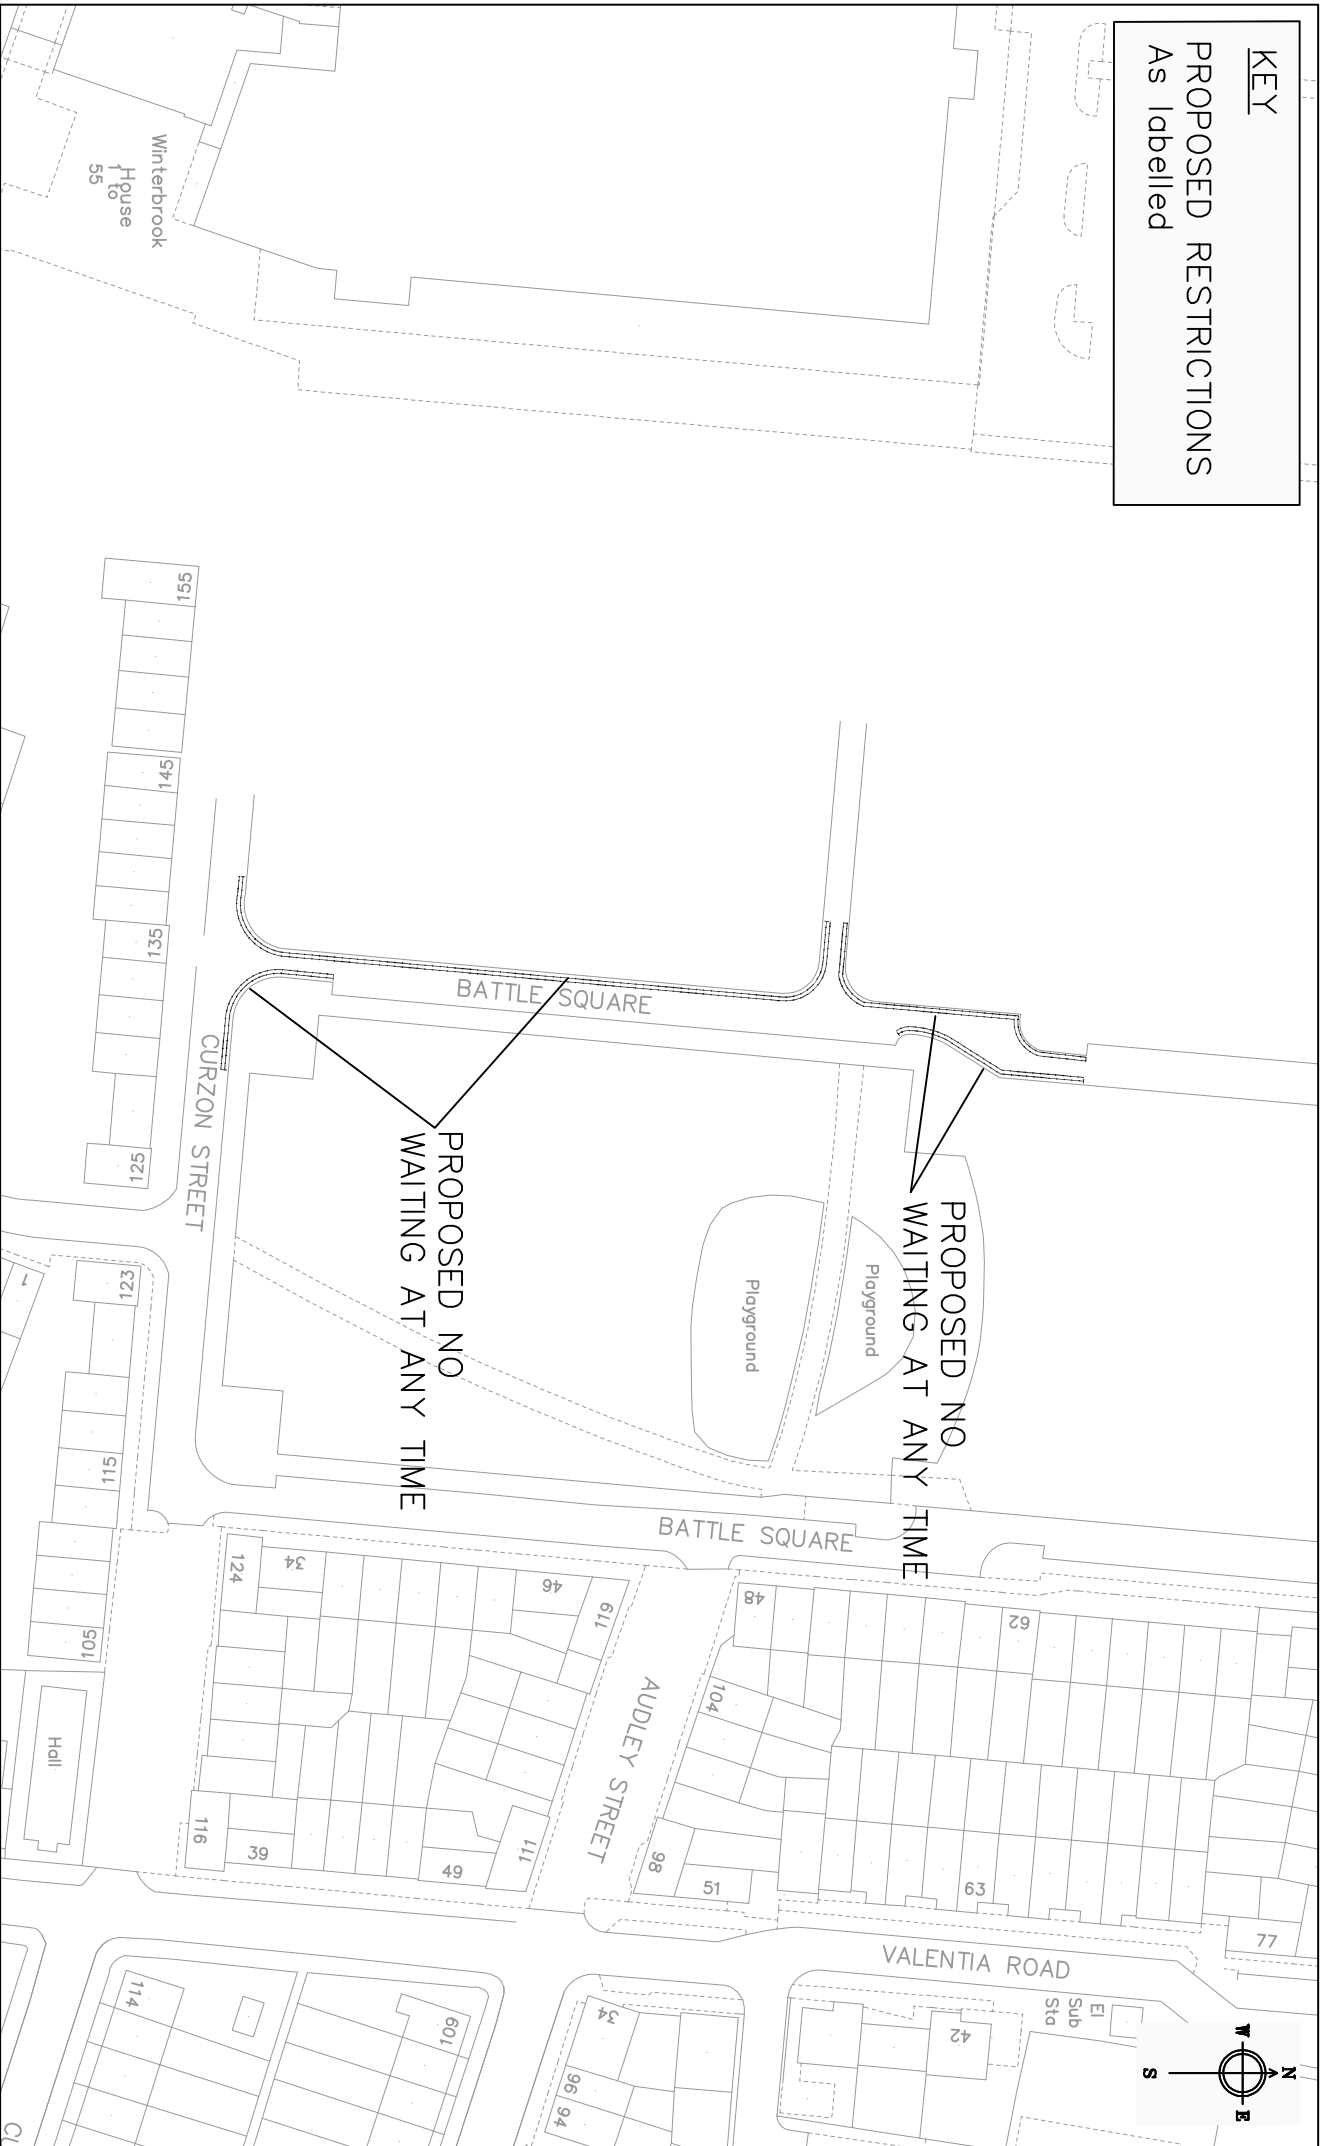 KEY
PROPOSED RESTRICTIONS
As labelled
Winterbrook
House
1 to
55
155
145
135
125
BATTLE SQUARE
CURZON STREET
PROPOSED NO
WAITING AT ANY TIME
PROPOSED NO
WAITING AT ANY TIME
Playground
Playground
123
1
115
105
Hall
BATTLE SQUARE
124
34
46
119
48
62
104
AUDLEY STREET
116
39
49
111
98
51
63
77
VALENTIA ROAD
114
109
34
96
94
42
El
Sub
Sta
N
W
E
S
CU